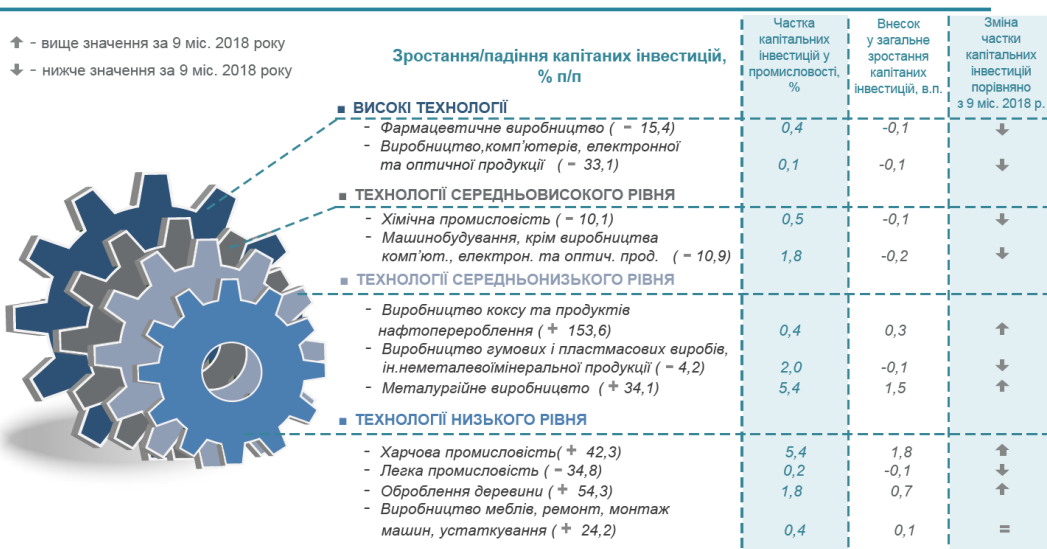 🡅 - вище значення за 9 міс. 2018 року
🡇 - нижче значення за 9 міс. 2018 року
Зростання/падіння капітаних інвестицій,
% п/п
Частка
капітальних
інвестицій у
промисловості,
%
Внесок
у загальне
зростання
капітаних
інвестицій, в.п.
Зміна
частки
капітальних
інвестицій
порівняно
з 9 міс. 2018 р.
■ ВИСОКІ ТЕХНОЛОГІЇ
- Фармацевтичне виробництво ( - 15,4) 0,4 -0,1 🡇
- Виробництво,комп'ютерів, електронної
та оптичної продукції ( - 33,1) 0,1 -0,1 🡇
■ ТЕХНОЛОГІЇ СЕРЕДНЬОВИСОКОГО РІВНЯ
- Хімічна промисловість ( - 10,1) 0,5 -0,1 🡇
- Машинобудування, крім виробництва
комп'ют., електрон. та оптич. прод. ( - 10,9) 1,8 -0,2 🡇
■ ТЕХНОЛОГІЇ СЕРЕДНЬОНИЗЬКОГО РІВНЯ
- Виробництво коксу та продуктів
нафтоперероблення ( + 153,6) 0,4 0,3 🡅
- Виробництво гумових і пластмасових виробів,
ін.неметалевоїмінеральної продукції ( - 4,2) 2,0 -0,1 🡇
- Металургійне виробницвто ( + 34,1) 5,4 1,5 🡅
■ ТЕХНОЛОГІЇ НИЗЬКОГО РІВНЯ
- Харчова промисловість( + 42,3) 5,4 1,8 🡅
- Легка промисловість ( - 34,8) 0,2 -0,1 🡇
- Оброблення деревини ( + 54,3) 1,8 0,7 🡅
- Виробництво меблів, ремонт, монтаж
машин, устаткування ( + 24,2) 0,4 0,1 =